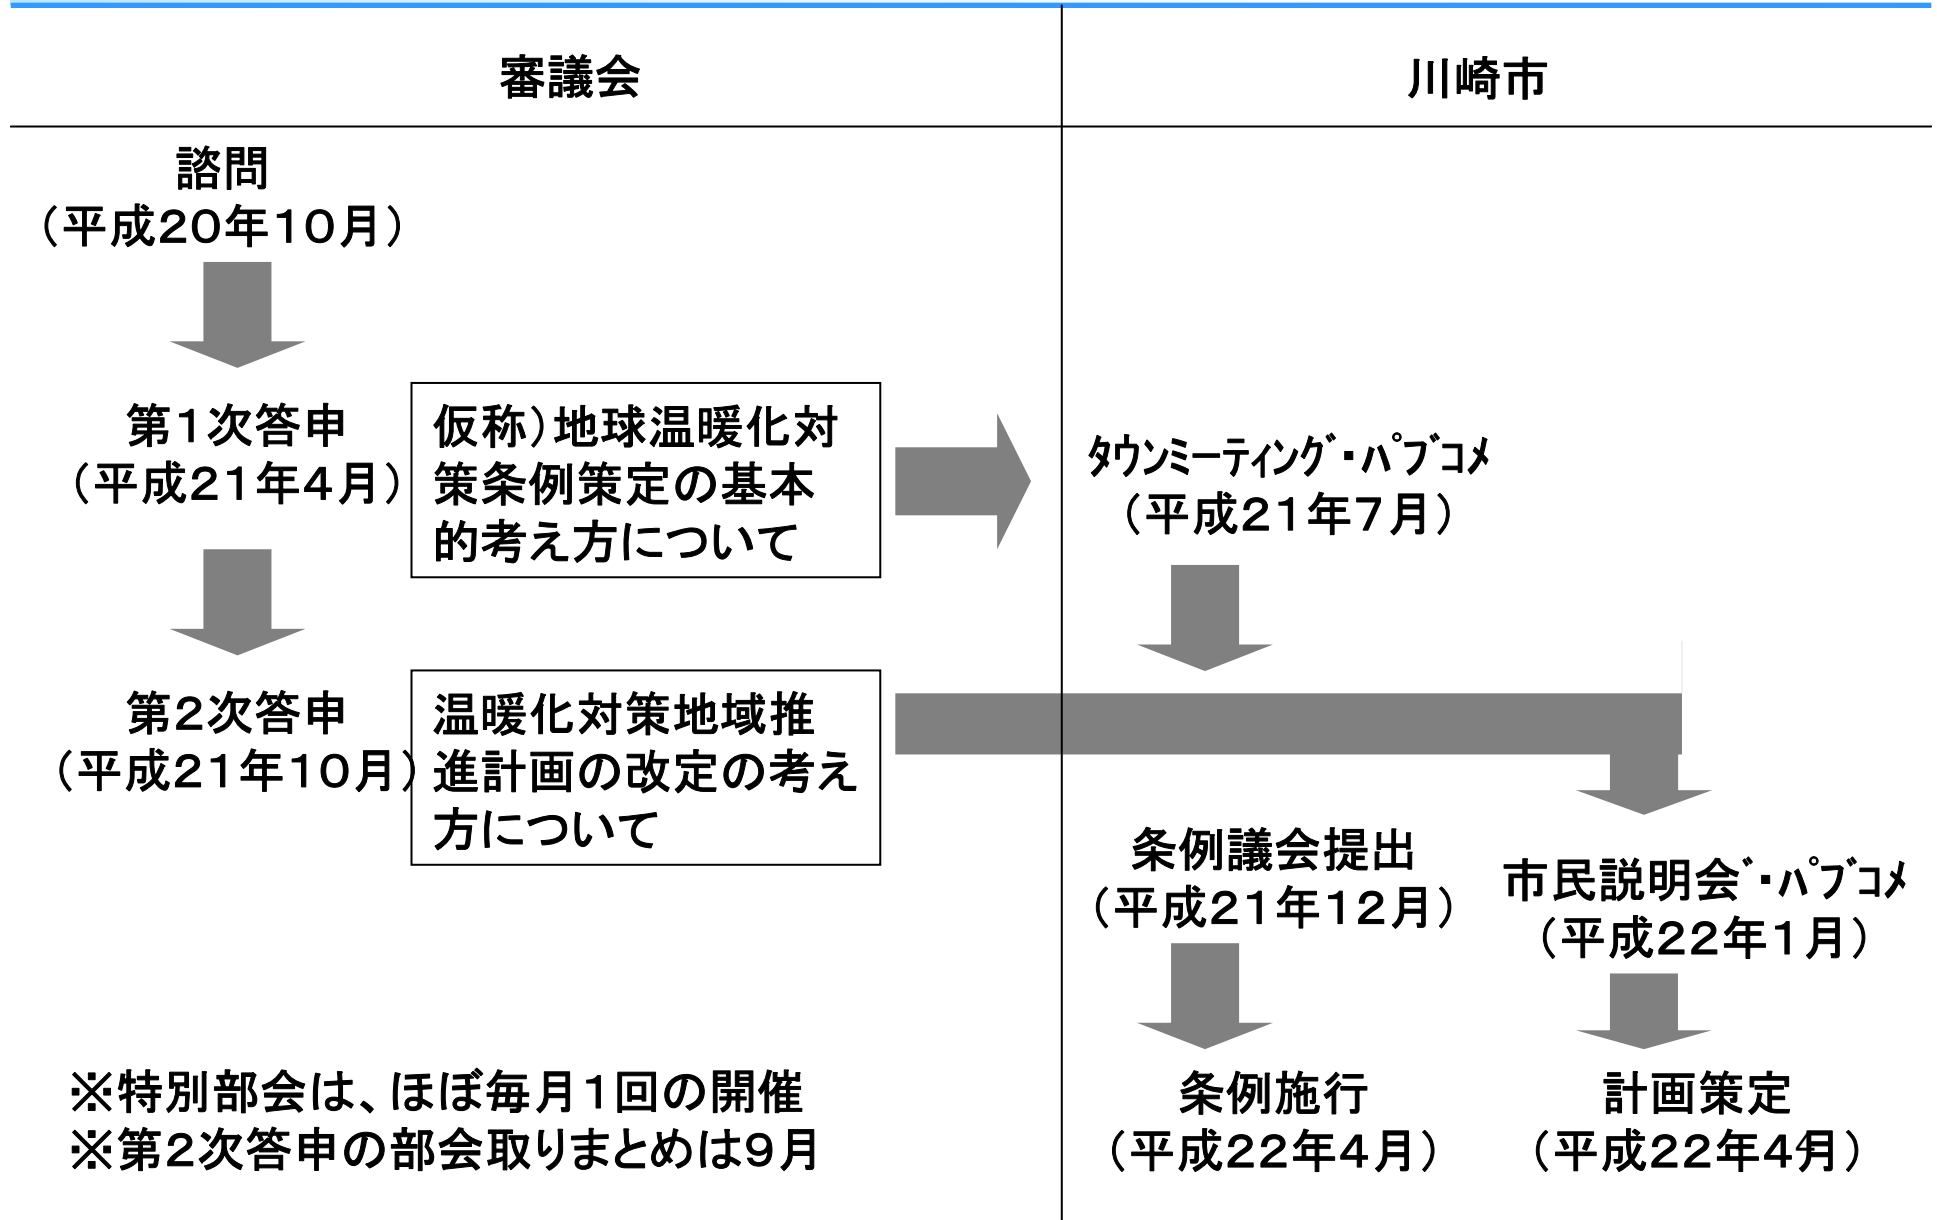 審議会
川崎市
諮問
（平成２０年１０月）
第１次答申
（平成２１年４月）
仮称）地球温暖化対
策条例策定の基本
的考え方について
ﾀｳﾝﾐｰﾃｨﾝｸﾞ・ﾊﾟﾌﾞｺﾒ
（平成２１年７月）
第２次答申
（平成２１年１０月）
温暖化対策地域推
進計画の改定の考え
方について
条例議会提出
（平成２１年１２月）
市民説明会ﾞ・ﾊﾟﾌﾞｺﾒ
（平成２２年１月）
※特別部会は、ほぼ毎月１回の開催
※第２次答申の部会取りまとめは９月
条例施行
（平成２２年４月）
計画策定
（平成２２年４月）
4